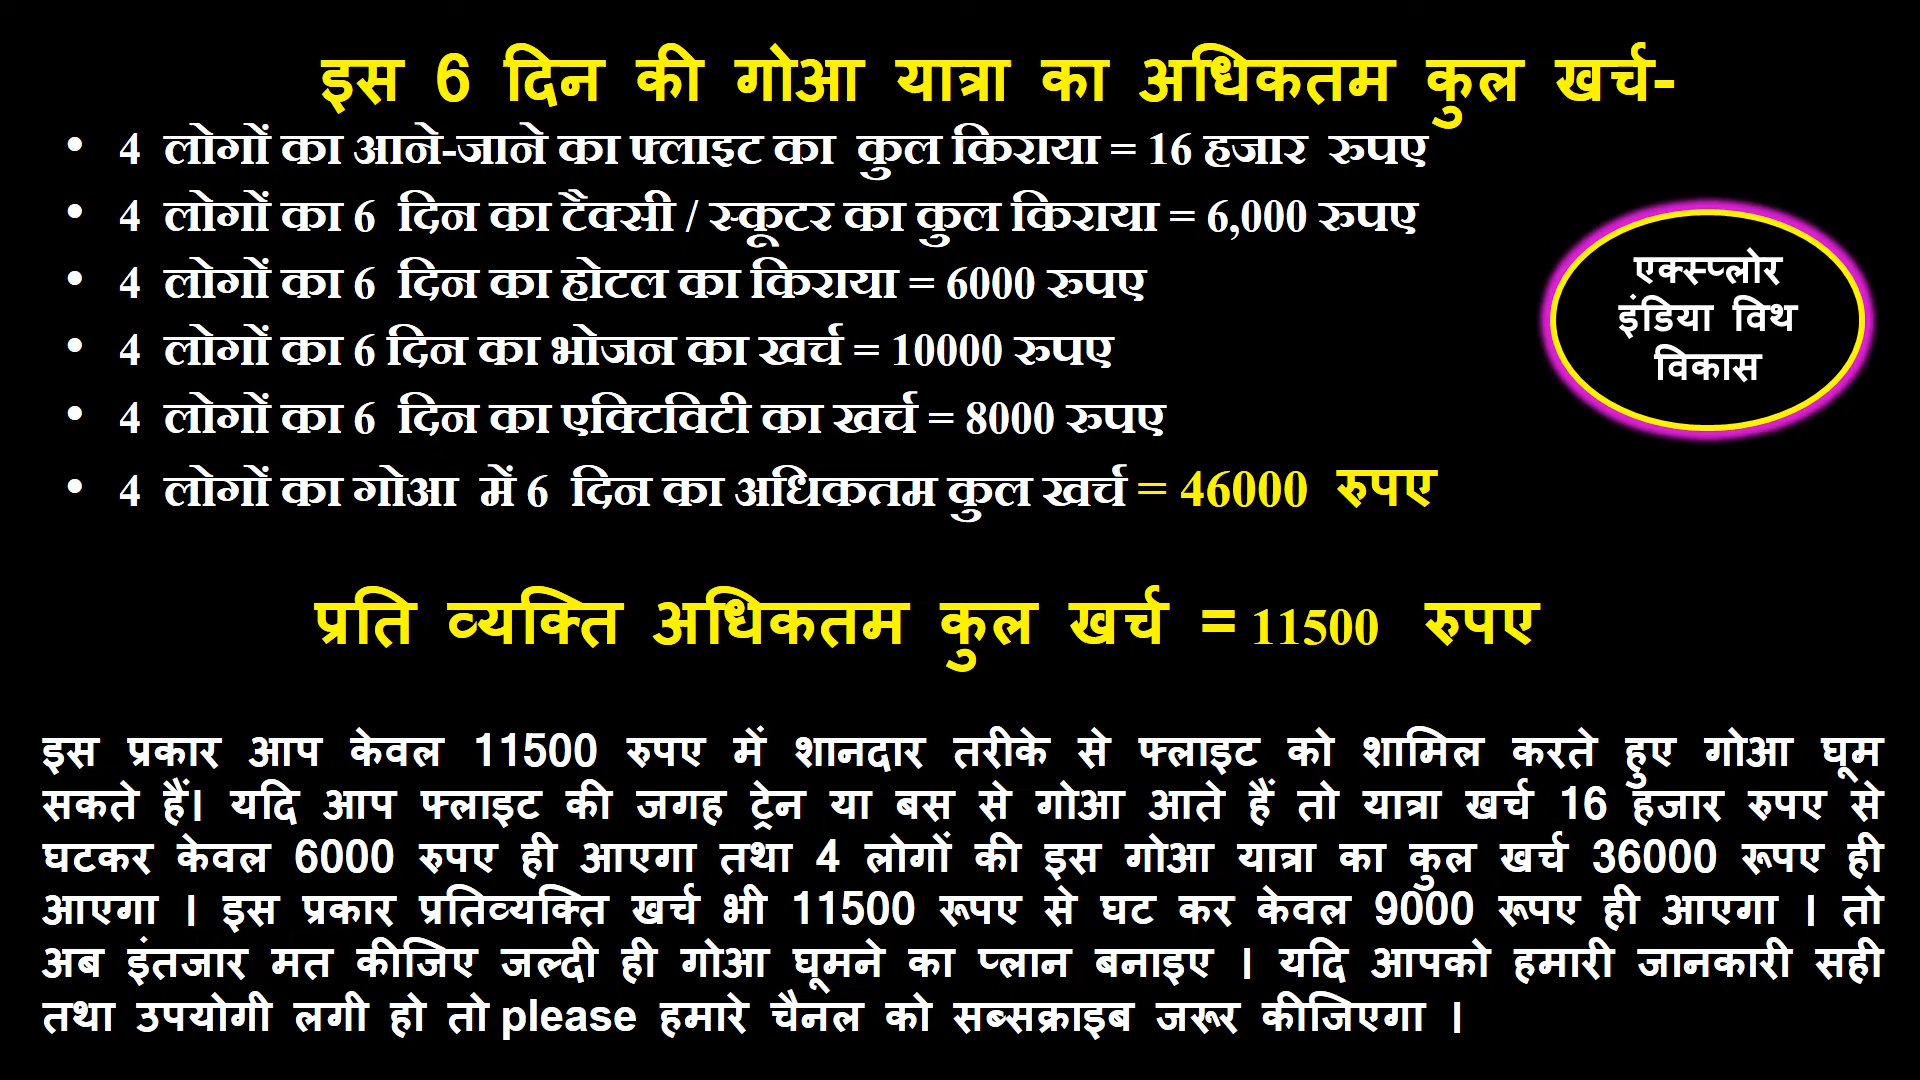 इस 6 दिन की गोआ यात्रा का अधिकतम कुल खर्च-
• 4 लोगों का आने-जाने का फ्लाइट का कुल किराया = 16 हजार रुपए
• 4 लोगों का 6 दिन का टैक्सी / स्कूटर का कुल किराया = 6,000 रुपए
• 4 लोगों का 6 दिन का होटल का किराया = 6000 रुपए
• 4 लोगों का 6 दिन का भोजन का खर्च = 10000 रुपए
• 4 लोगों का 6 दिन का एक्टिविटी का खर्च = 8000 रुपए
• 4 लोगों का गोआ में 6 दिन का अधिकतम कुल खर्च = 46000 रुपए
एक्स्प्लोर
इंडिया विथ
विकास
प्रति व्यक्ति अधिकतम कुल खर्च = 11500 रुपए
इस प्रकार आप केवल 11500 रुपए में शानदार तरीके से फ्लाइट को शामिल करते हुए गोआ घूम
सकते हैं। यदि आप फ्लाइट की जगह ट्रेन या बस से गोआ आते हैं तो यात्रा खर्च 16 हजार रुपए से
घटकर केवल 6000 रुपए ही आएगा तथा 4 लोगों की इस गोआ यात्रा का कुल खर्च 36000 रूपए ही
आएगा । इस प्रकार प्रतिव्यक्ति खर्च भी 11500 रूपए से घट कर केवल 9000 रूपए ही आएगा । तो
अब इंतजार मत कीजिए जल्दी ही गोआ घूमने का प्लान बनाइए । यदि आपको हमारी जानकारी सही
तथा उपयोगी लगी हो तो please हमारे चैनल को सब्सक्राइब जरूर कीजिएगा ।